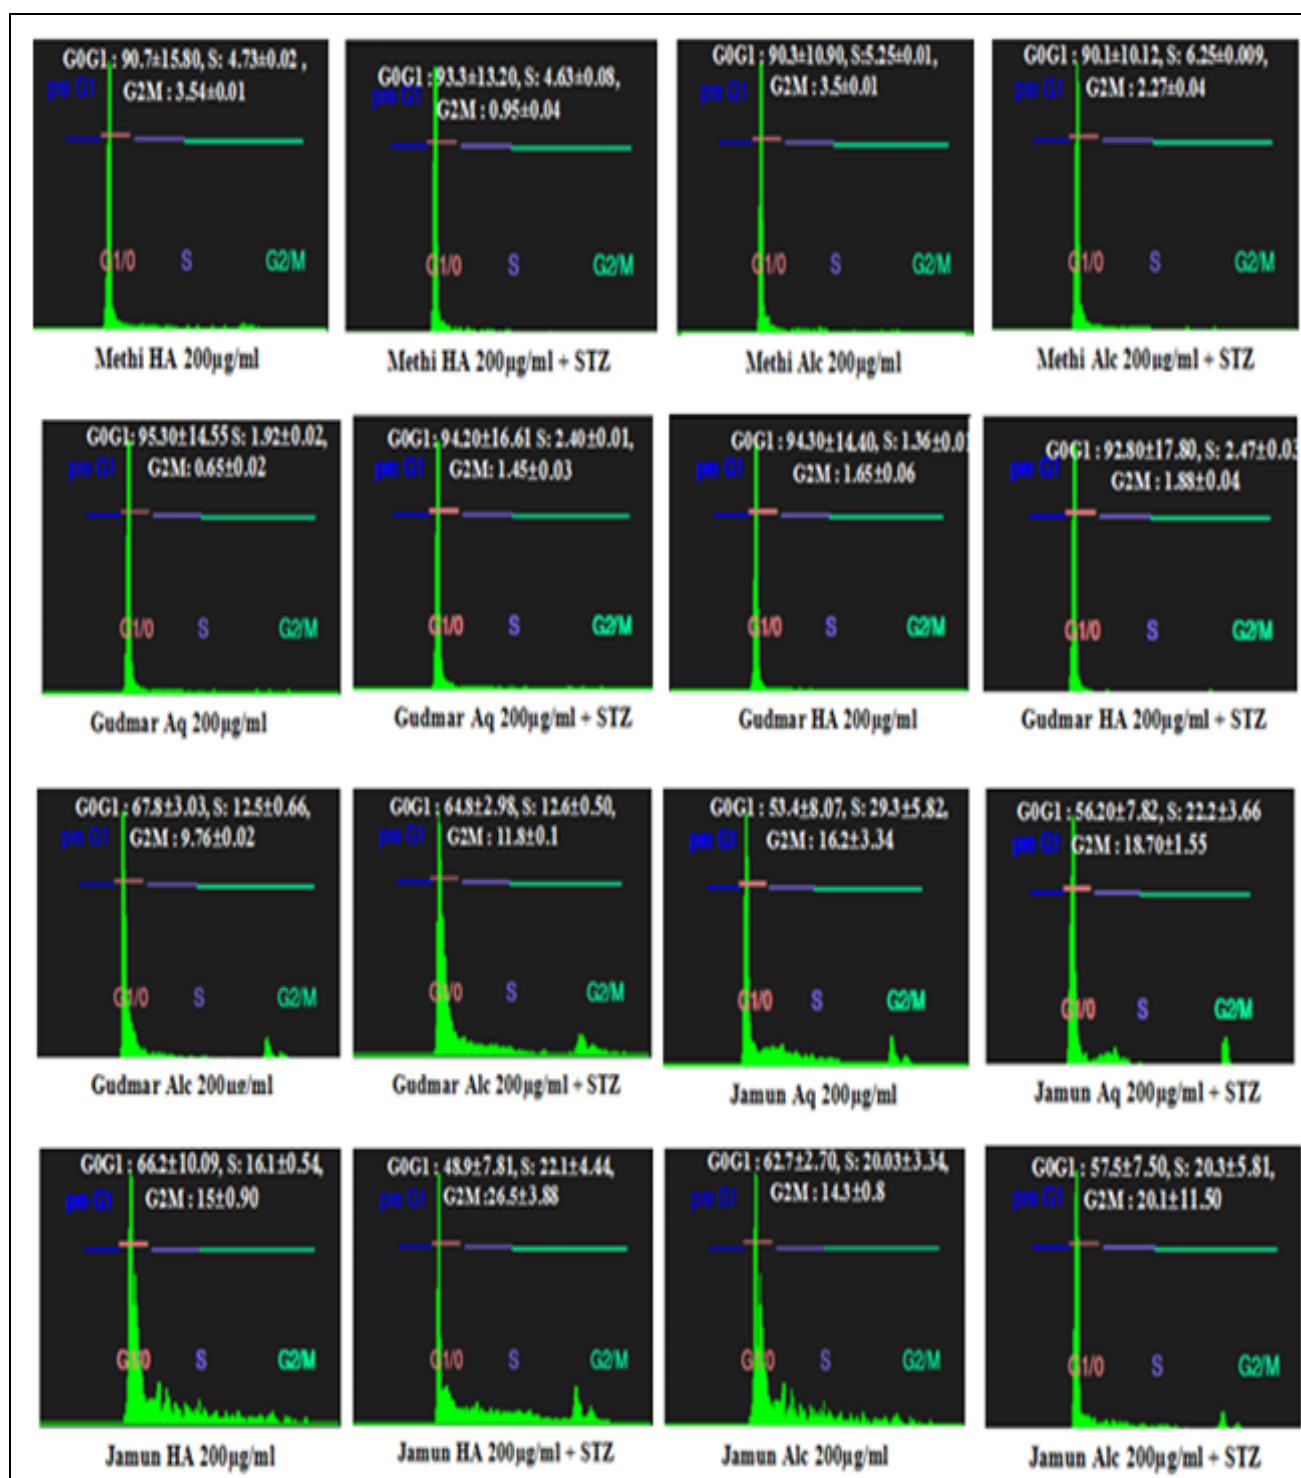 G0G1 : 90.7±15.80, S: 4.73±0.02 ,
pre G1
G2M : 3.54±0.01
G1/0 S G2/M
Methi HA 200µg/ml
G0G1 : 93.3±13.20, S: 4.63±0.08,
pre G1
G2M : 0.95±0.04
G1/0 S G2/M
Methi HA 200µg/ml + STZ
G0G1 : 90.3±10.90, S:5.25±0.01,
pre G1
G2M : 3.5±0.01
G1/0 S G2/M
Methi Alc 200µg/ml
G0G1 : 90.1±10.12, S: 6.25±0.009,
pre G1
G2M : 2.27±0.04
G1/0 S G2/M
Methi Alc 200µg/ml + STZ
G0G1: 95.30±14.55 S: 1.92±0.02,
pre G1
G2M: 0.65±0.02
G1/0 S G2/M
Gudmar Aq 200µg/ml
G0G1 : 94.20±16.61 S: 2.40±0.01,
pre G1
G2M : 1.45±0.03
G1/0 S G2/M
Gudmar Aq 200µg/ml + STZ
G0G1 : 94.30±14.40, S: 1.36±0.01
pre G1
G2M : 1.65±0.06
G1/0 S G2/M
Gudmar HA 200µg/ml
G0G1 : 92.80±17.80, S: 2.47±0.03
pre G1
G2M : 1.88±0.04
G1/0 S G2/M
Gudmar HA 200µg/ml + STZ
G0G1 : 67.8±3.03, S: 12.5±0.66,
pre G1
G2M : 9.76±0.02
G1/0 S G2/M
Gudmar Alc 200µg/ml
G0G1 : 64.8±2.98, S: 12.6±0.50,
pre G1
G2M : 11.8±0.1
G1/0 S G2/M
Gudmar Alc 200µg/ml + STZ
G0G1 : 53.4±8.07, S: 29.3±5.82,
pre G1
G2M : 16.2±3.34
G1/0 S G2/M
Jamun Aq 200µg/ml
G0G1 : 56.20±7.82, S: 22.2±3.66
pre G1
G2M : 18.70±1.55
G1/0 S G2/M
Jamun Aq 200µg/ml + STZ
G0G1 : 66.2±10.09, S: 16.1±0.54,
pre G1
G2M : 15±0.90
G1/0 S G2/M
Jamun HA 200µg/ml
G0G1 : 48.9±7.81, S: 22.1±4.44,
pre G1
G2M :26.5±3.88
G1/0 S G2/M
Jamun HA 200µg/ml + STZ
G0G1 : 62.7±2.70, S: 20.03±3.34,
pre G1
G2M : 14.3±0.8
G1/0 S G2/M
Jamun Alc 200µg/ml
G0G1 : 57.5±7.50, S: 20.3±5.81,
pre G1
G2M : 20.1±11.50
G1/0 S G2/M
Jamun Alc 200µg/ml + STZ